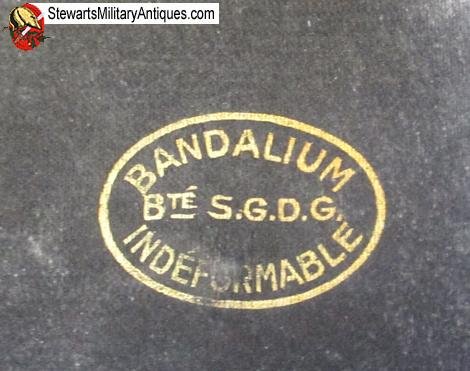 StewartsMilitaryAntiques.com
BANDALIUM
BTÉ S.G.D.G.
INDÉFORMABLE